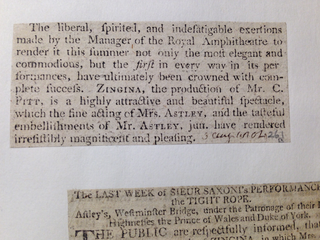 The liberal, spirited, and indefatigable exertions
made by the Manager of the Royal Amphitheatre to
render it this summer not only the most elegant and
commodious, but the first in every way in its per-
formances, have ultimately been crowned with com-
plete success. ZINGINA, the production of Mr. C.
PITT, is a highly attractive and beautiful spectacle,
which the fine acting of Mrs. ASTLEY, and the tasteful
embellishments of Mr. ASTLEY, jun. have rendered
irresistibly magnificent and pleasing.
The LAST WEEK of SIEUR SAXONI's PERFORMANC
the TIGHT ROPE.
Astley's, Westminster Bridge, under the Patronage of their
Highnesses the Prince of Wales and Duke of York.
THE PUBLIC are respectfully informed, tha
in which Mr